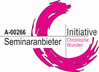 A-00266
Seminaranbieter
Initiative
Chronische
Wunden